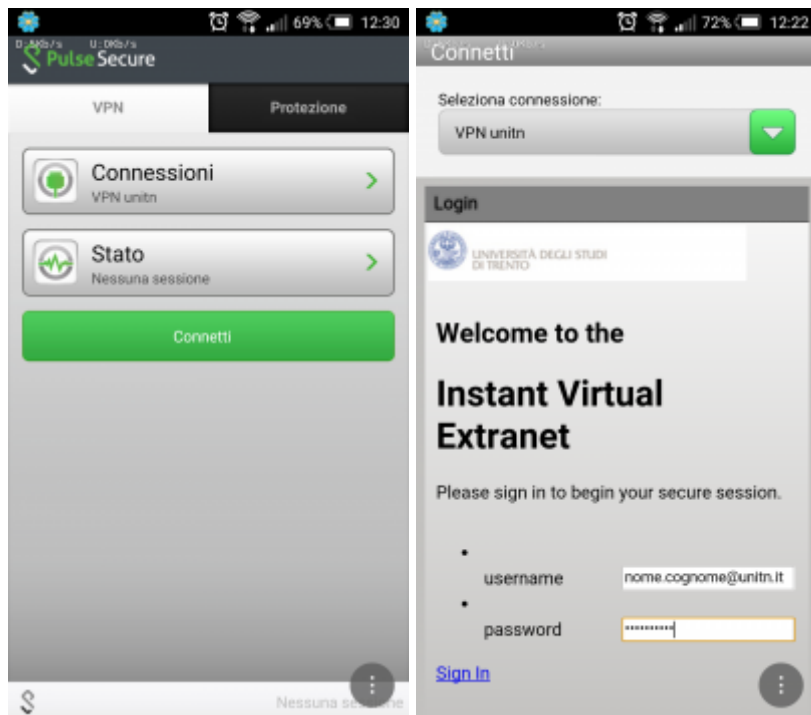 69% 12:30
Pulse Secure
VPN Protezione
Connessioni
VPN unitn
Stato
Nessuna sessione
Connetti
72% 12:22
Connetti
Seleziona connessione:
VPN unitn
Login
UNIVERSITÀ DEGLI STUDI
DI TRENTO
Welcome to the
Instant Virtual
Extranet
Please sign in to begin your secure session.
username nome.cognome@unitn.it
password
Sign In